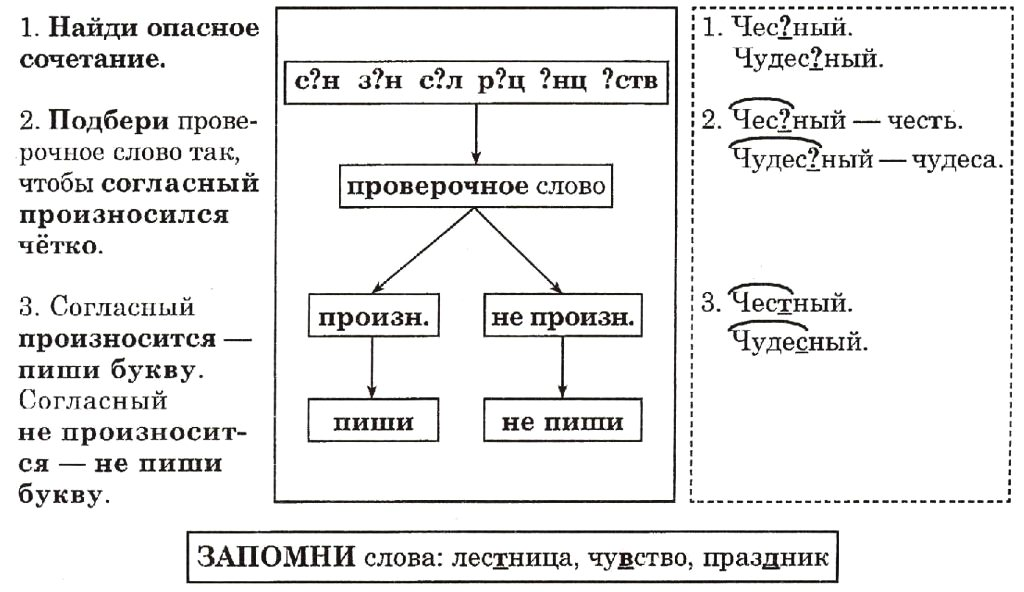 1. Найди опасное
сочетание.
2. Подбери прове-
рочное слово так,
чтобы согласный
произносился
чётко.
3. Согласный
произносится —
пиши букву.
Согласный
не произносит-
ся — не пиши
букву.
с?н з?н с?л р?ц ?нц ?ств
проверочное слово
произн.
не произн.
пиши
не пиши
1. Чес?ный.
Чудес?ный.
2. Чес?ный — честь.
Чудес?ный — чудеса.
3. Честный.
Чудесный.
ЗАПОМНИ слова: лестница, чувство, праздник